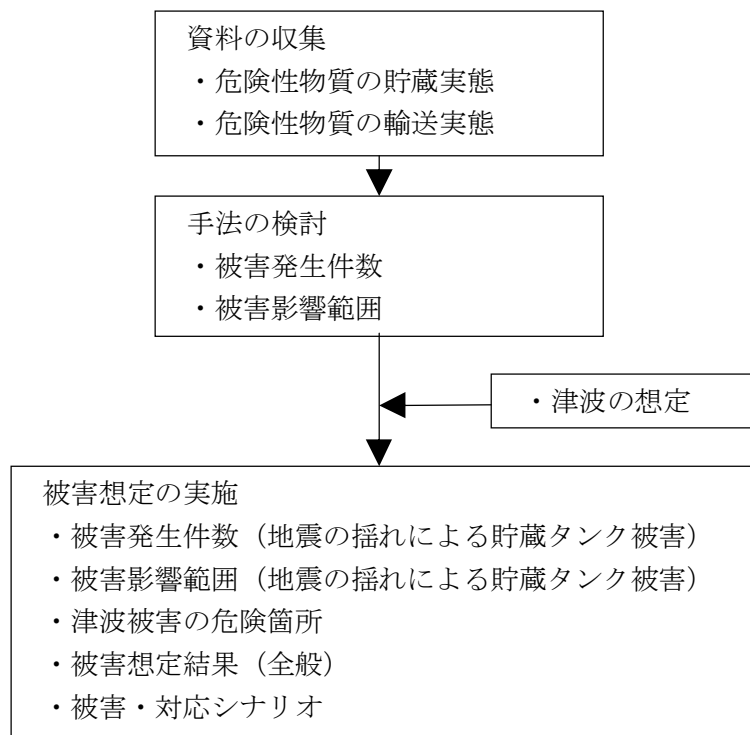 資料の収集
・危険性物質の貯蔵実態
・危険性物質の輸送実態
手法の検討
・被害発生件数
・被害影響範囲
・津波の想定
被害想定の実施
・被害発生件数（地震の揺れによる貯蔵タンク被害）
・被害影響範囲（地震の揺れによる貯蔵タンク被害）
・津波被害の危険箇所
・被害想定結果（全般）
・被害・対応シナリオ